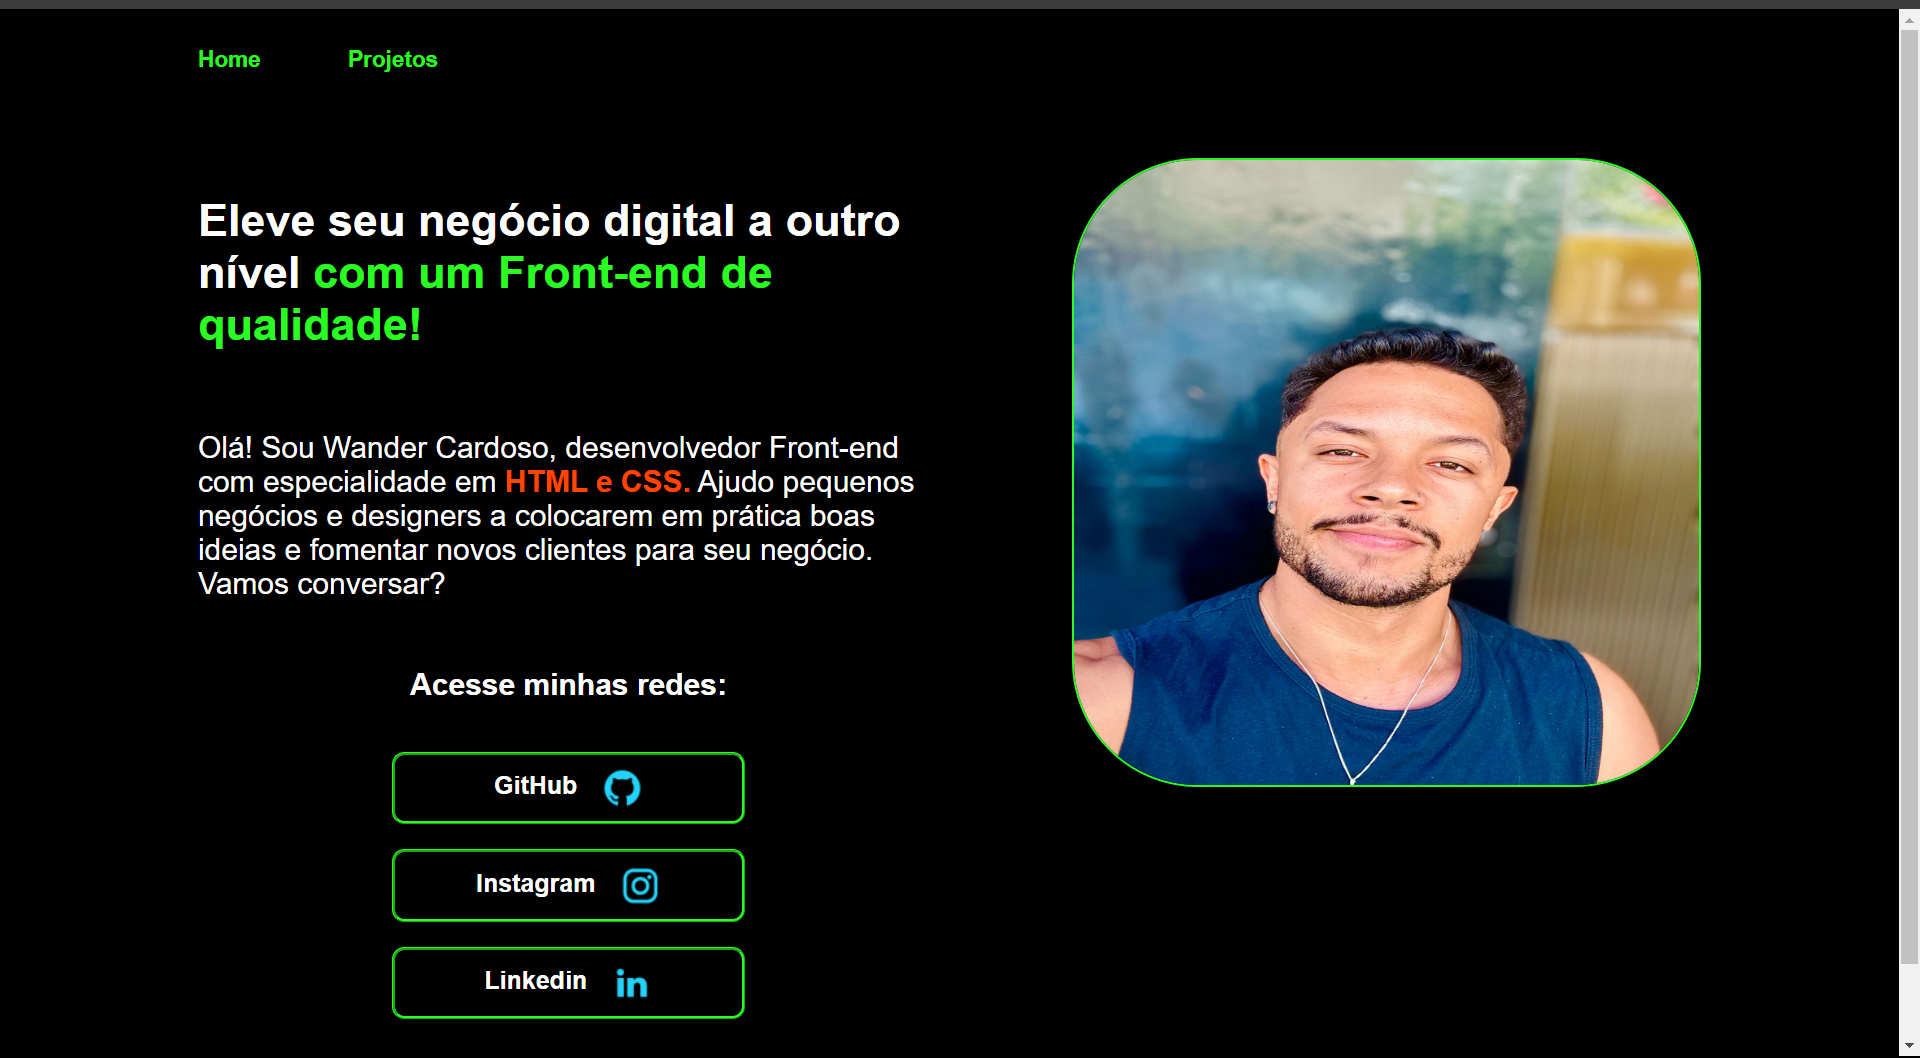 Home
Projetos
Eleve seu negócio digital a outro
nível com um Front-end de
qualidade!
Olá! Sou Wander Cardoso, desenvolvedor Front-end
com especialidade em HTML e CSS. Ajudo pequenos
negócios e designers a colocarem em prática boas
ideias e fomentar novos clientes para seu negócio.
Vamos conversar?
Acesse minhas redes:
GitHub
Instagram
Linkedin
in